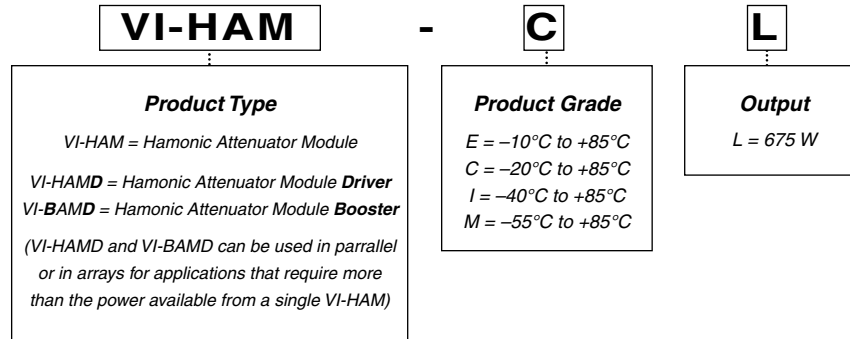 VI-HAM - C L
Product Type
VI-HAM = Hamonic Attenuator Module
VI-HAMD = Hamonic Attenuator Module Driver
VI-BAMD = Hamonic Attenuator Module Booster
(VI-HAMD and VI-BAMD can be used in parrallel
or in arrays for applications that require more
than the power available from a single VI-HAM)
Product Grade
E = –10°C to +85°C
C = –20°C to +85°C
I = –40°C to +85°C
M = –55°C to +85°C
Output
L = 675 W